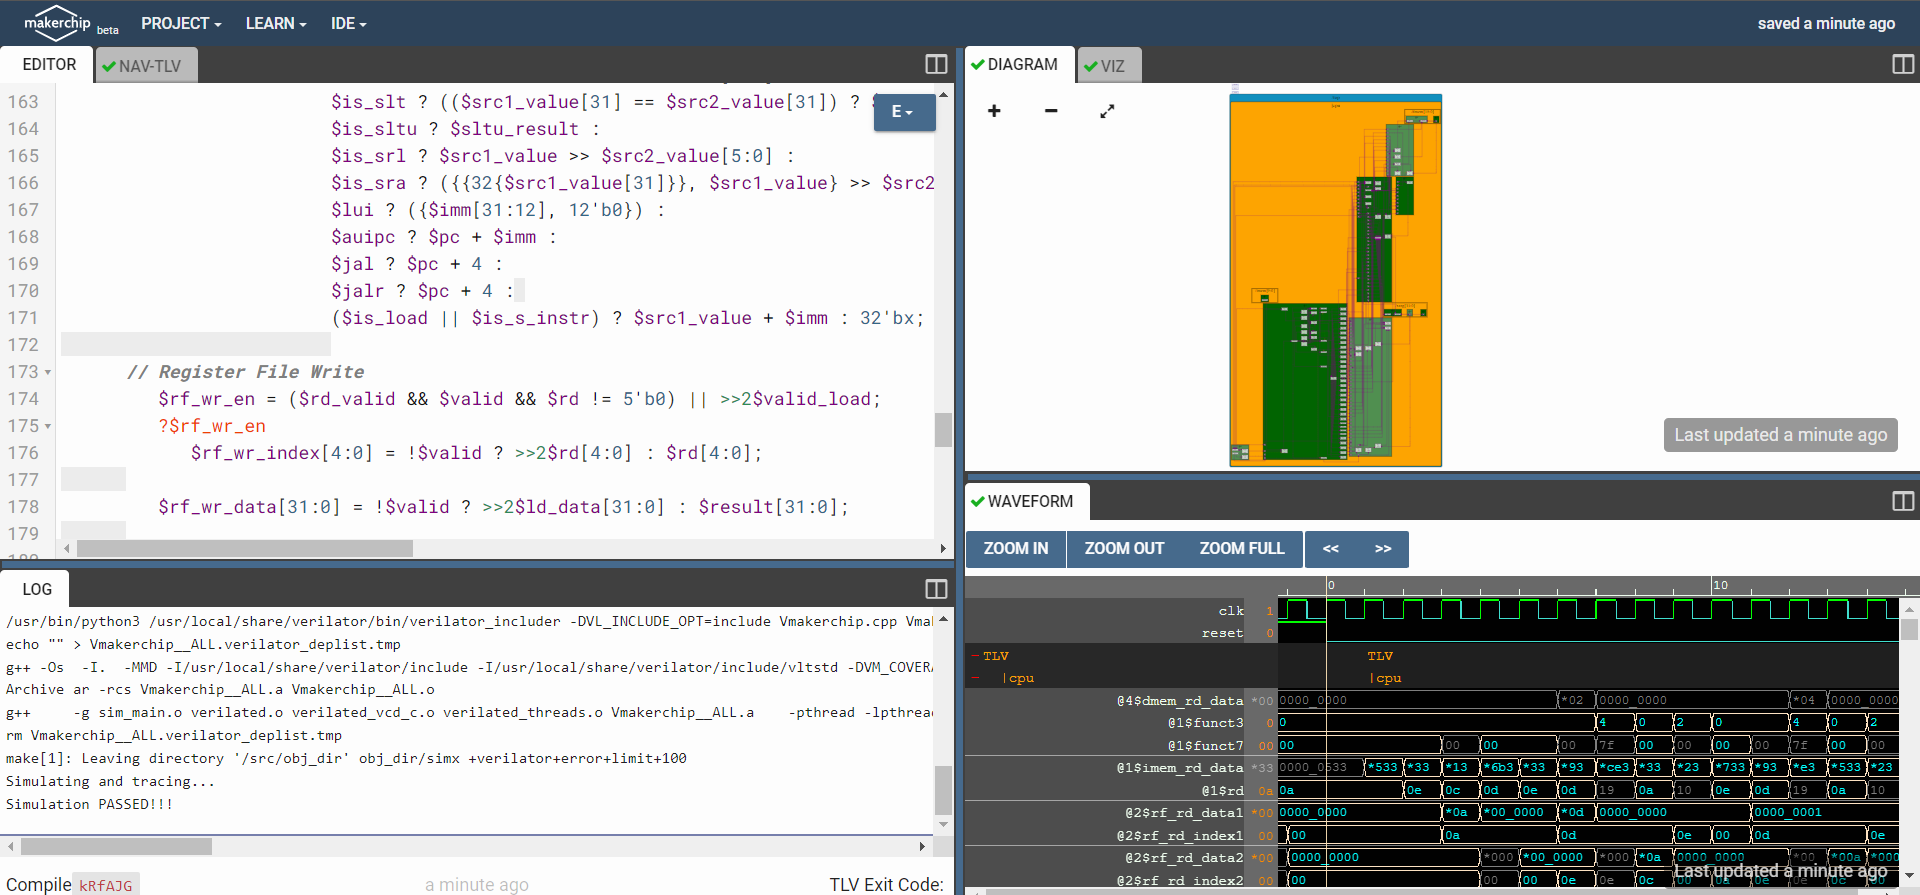 makerchip beta PROJECT LEARN IDE saved a minute ago
EDITOR NAV-TLV
163 $is_slt ? (($src1_value[31] == $src2_value[31]) ?
164 $is_sltu ? $sltu_result :
165 $is_srl ? $src1_value >> $src2_value[5:0] :
166 $is_sra ? ({{32{$src1_value[31]}}, $src1_value} >> $src2
167 $lui ? ({$imm[31:12], 12'b0}) :
168 $auipc ? $pc + $imm :
169 $jal ? $pc + 4 :
170 $jalr ? $pc + 4 :
171 ($is_load || $is_s_instr) ? $src1_value + $imm : 32'bx;
172
173 // Register File Write
174 $rf_wr_en = ($rd_valid && $valid && $rd != 5'b0) || >>2$valid_load;
175 ?$rf_wr_en
176 $rf_wr_index[4:0] = !$valid ? >>2$rd[4:0] : $rd[4:0];
177
178 $rf_wr_data[31:0] = !$valid ? >>2$ld_data[31:0] : $result[31:0];
179
E
LOG
/usr/bin/python3 /usr/local/share/verilator/bin/verilator_includer -DVL_INCLUDE_OPT=include Vmakerchip.cpp Vmak
echo "" > Vmakerchip__ALL.verilator_deplist.tmp
g++ -Os -I. -MMD -I/usr/local/share/verilator/include -I/usr/local/share/verilator/include/vltstd -DVM_COVERA
Archive ar -rcs Vmakerchip__ALL.a Vmakerchip__ALL.o
g++ -g sim_main.o verilated.o verilated_vcd_c.o verilated_threads.o Vmakerchip__ALL.a -pthread -lpthrea
rm Vmakerchip__ALL.verilator_deplist.tmp
make[1]: Leaving directory '/src/obj_dir' obj_dir/simx +verilator+error+limit+100
Simulating and tracing...
Simulation PASSED!!!
Compile kRfAJG a minute ago TLV Exit Code:
DIAGRAM VIZ
Last updated a minute ago
WAVEFORM
ZOOM IN ZOOM OUT ZOOM FULL << >>
0 10
clk 1
reset 0
TLV TLV
|cpu |cpu
@4$dmem_rd_data *00 0000_0000 *02 0000_0000 *04 0000_0000
@1$funct3 0 0 4 0 2 0 4 0 2
@1$funct7 00 00 00 00 00 7f 00 00 00 00 7f 00 00
@1$imem_rd_data *33 0000_0533 *533 *33 *13 *6b3 *33 *93 *ce3 *33 *23 *733 *93 *e3 *533 *23
@1$rd 0a 0a 0e 0c 0d 0e 0d 19 0a 10 0e 0d 19 0a 10
@2$rf_rd_data1 *00 0000_0000 *0a *00_0000 *0d 0000_0000 0000_0001
@2$rf_rd_index1 00 00 0a 0d 0e 00 0d 0e
@2$rf_rd_data2 *00 0000_0000 *000 *00_0000 *000 *0a 0000_0000 *00 *00a *000
@2$rf_rd_index2 00 00 00 00 0e 0e 0c
Last updated a minute ago